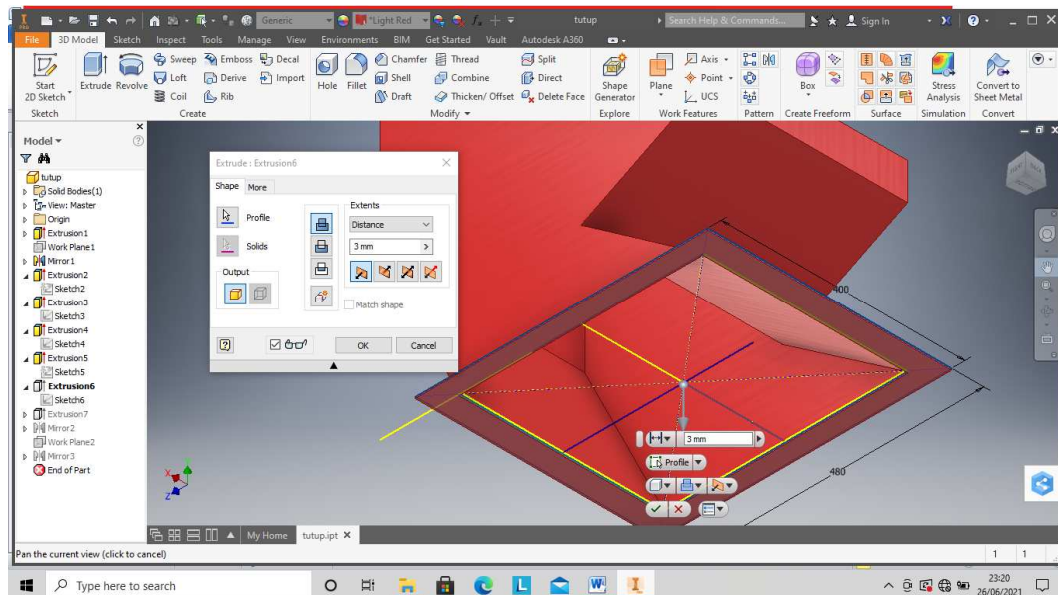 Generic
"Light Red
tutup
Search Help & Commands...
Sign In
PRO
File 3D Model Sketch Inspect Tools Manage View Environments BIM Get Started Vault Autodesk A360
Start 2D Sketch
Extrude Revolve
Sweep Emboss Decal
Loft Derive Import
Coil Rib
Hole Fillet
Chamfer Thread
Shell Combine
Draft Thicken/ Offset
Split
Direct
Delete Face
Shape Generator
Plane
Axis
Point
UCS
Box
Stress Analysis
Convert to Sheet Metal
Sketch Create Modify Explore Work Features Pattern Create Freeform Surface Simulation Convert
Model
tutup
Solid Bodies(1)
View: Master
Origin
Extrusion1
Work Plane1
Mirror1
Extrusion2
Sketch2
Extrusion3
Sketch3
Extrusion4
Sketch4
Extrusion5
Sketch5
Extrusion6
Sketch6
Extrusion7
Mirror2
Work Plane2
Mirror3
End of Part
Extrude : Extrusion6
Shape More
Profile
Solids
Output
Extents
Distance
3 mm
Match shape
OK Cancel
400
480
3 mm
Profile
X Y Z
My Home tutup.ipt
Pan the current view (click to cancel)
1 1
Type here to search
23:20
26/06/2021